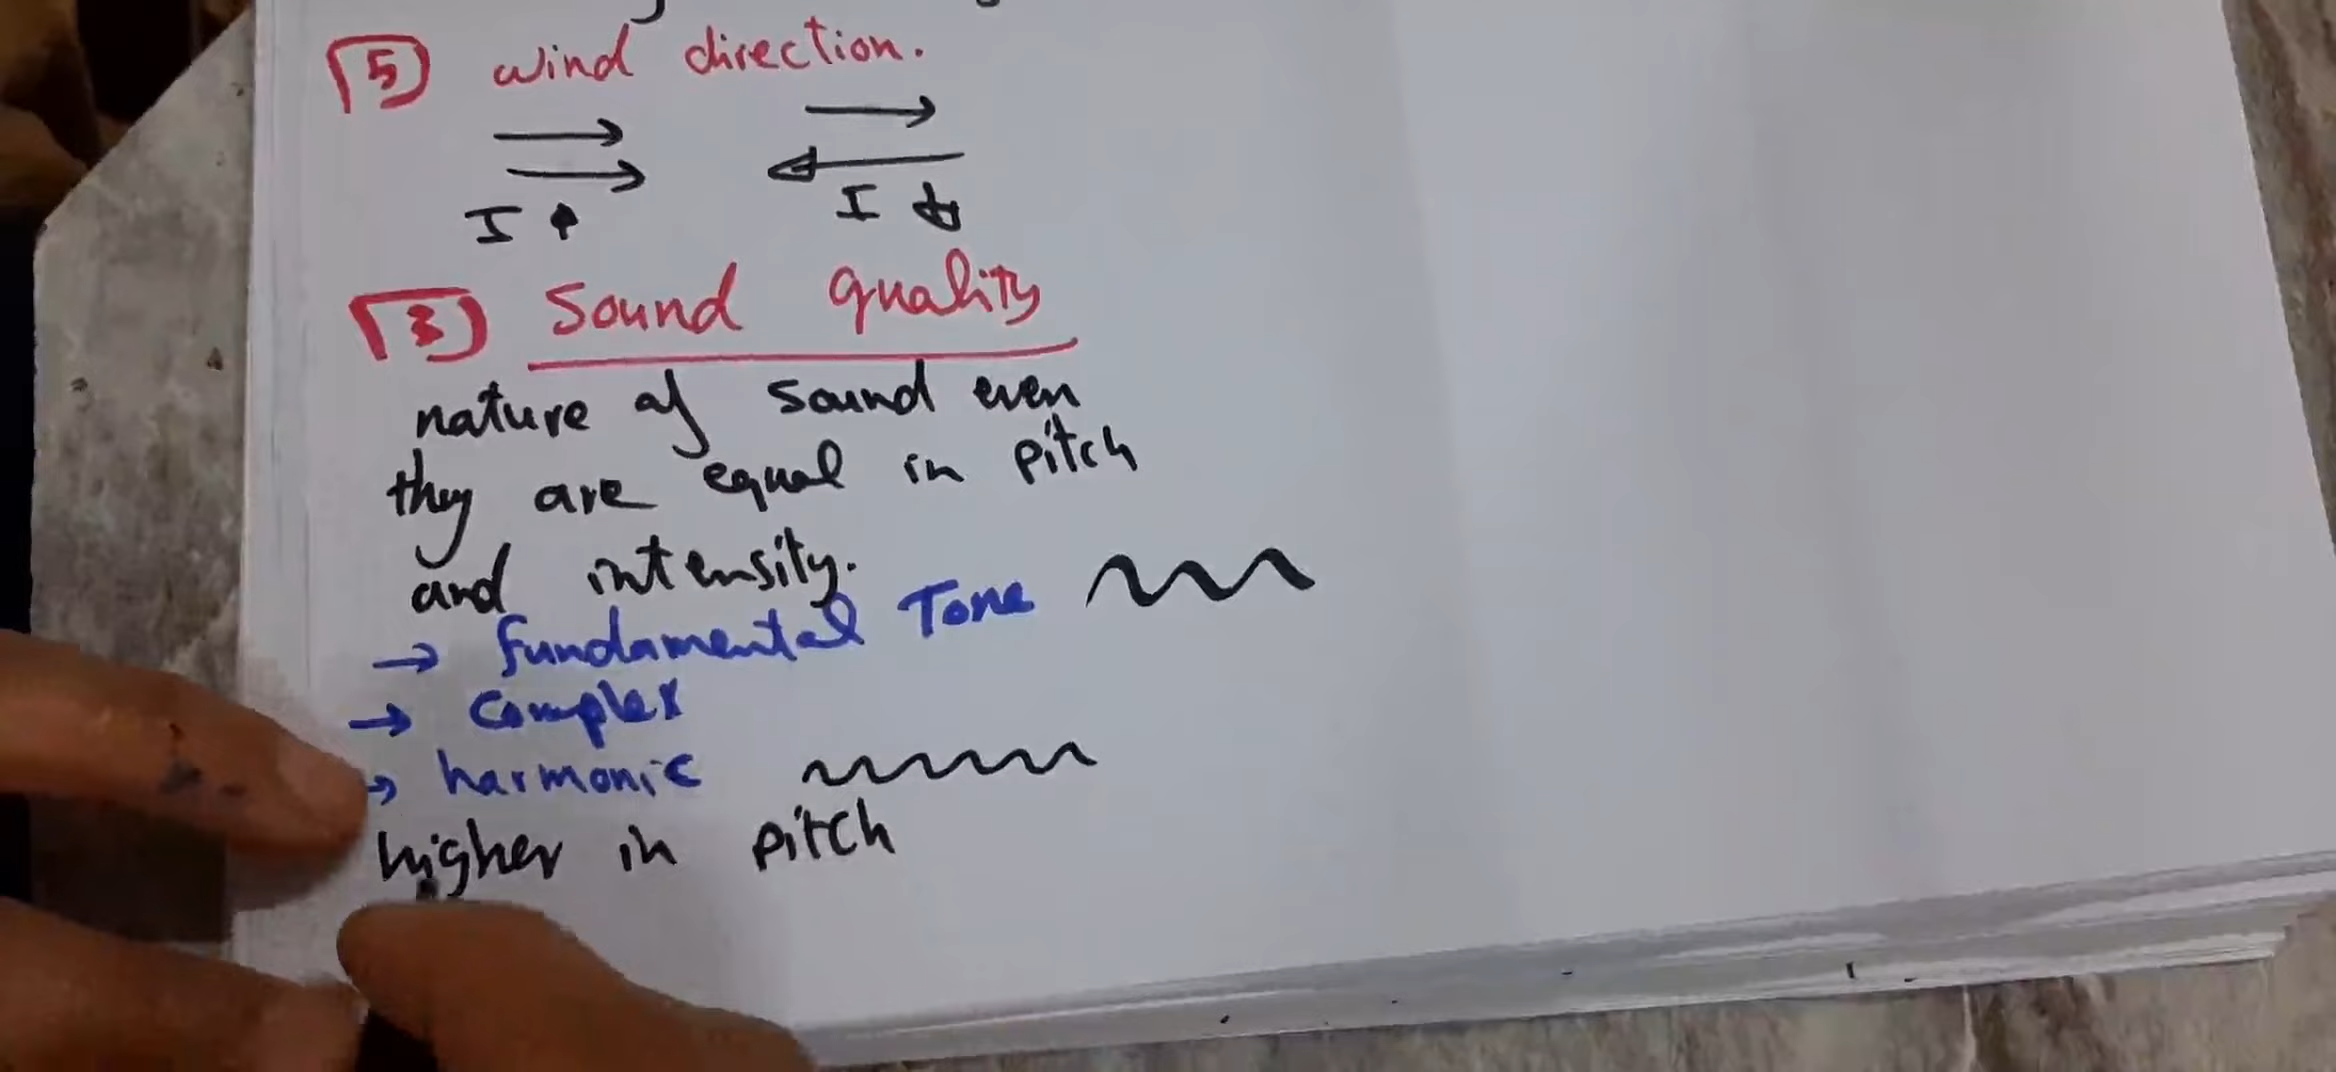 5 wind direction.
I I
3 Sound quality
nature of sound even
they are equal in pitch
and intensity.
→ fundamental Tone
→ Complex
→ harmonic
higher in pitch